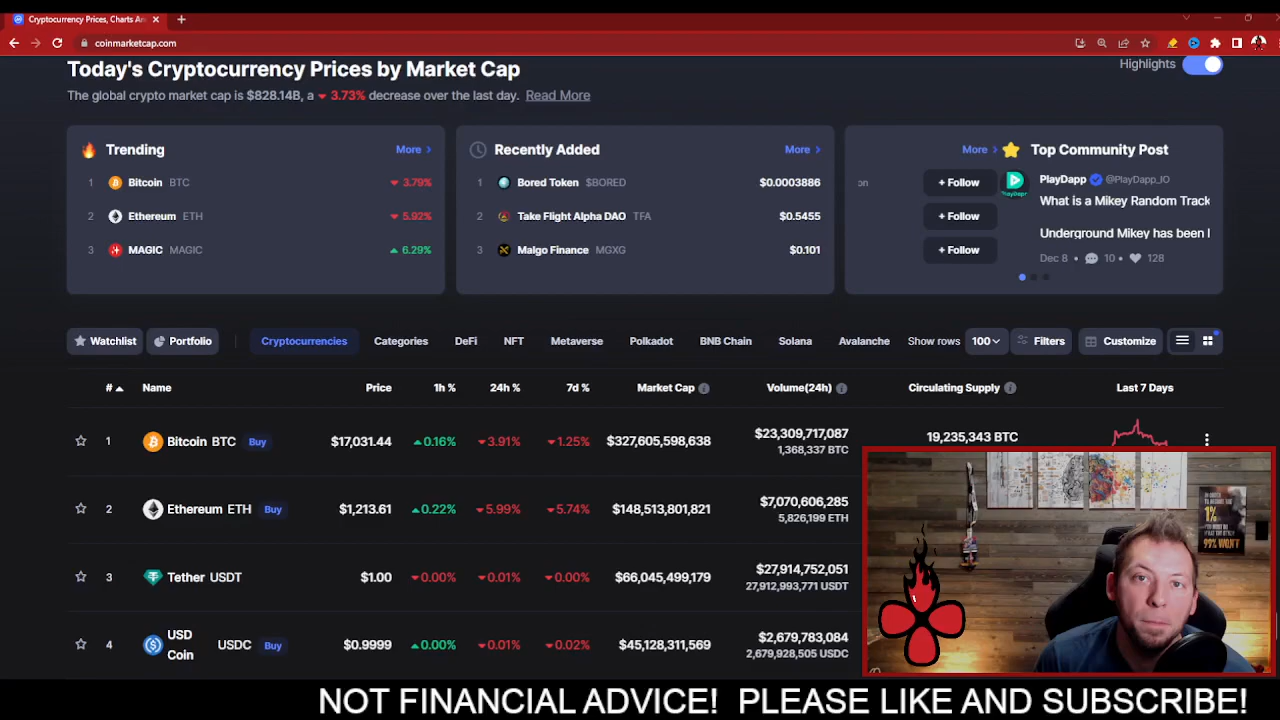 Cryptocurrency Prices, Charts An
coinmarketcap.com
Today's Cryptocurrency Prices by Market Cap
Highlights
The global crypto market cap is $828.14B, a 3.73% decrease over the last day. Read More
Trending More
1 Bitcoin BTC 3.79%
2 Ethereum ETH 5.92%
3 MAGIC MAGIC 6.29%
Recently Added More
1 Bored Token $BORED $0.0003886
2 Take Flight Alpha DAO TFA $0.5455
3 Malgo Finance MGXG $0.101
More Top Community Post
on + Follow
+ Follow
+ Follow
PlayDapp @PlayDapp_IO
PlayDapp
What is a Mikey Random Track
Underground Mikey has been l
Dec 8 • 10 • 128
Watchlist Portfolio Cryptocurrencies Categories DeFi NFT Metaverse Polkadot BNB Chain Solana Avalanche Show rows 100 Filters Customize
# Name Price 1h % 24h % 7d % Market Cap Volume(24h) Circulating Supply Last 7 Days
1 Bitcoin BTC Buy $17,031.44 0.16% 3.91% 1.25% $327,605,598,638 $23,309,717,087 19,235,343 BTC
1,368,337 BTC
2 Ethereum ETH Buy $1,213.61 0.22% 5.99% 5.74% $148,513,801,821 $7,070,606,285
5,826,199 ETH
3 Tether USDT $1.00 0.00% 0.01% 0.00% $66,045,499,179 $27,914,752,051
27,912,993,771 USDT
4 USD Coin USDC Buy $0.9999 0.00% 0.01% 0.02% $45,128,311,569 $2,679,783,084
2,679,928,505 USDC
1%
99% WON'T
NOT FINANCIAL ADVICE! PLEASE LIKE AND SUBSCRIBE!